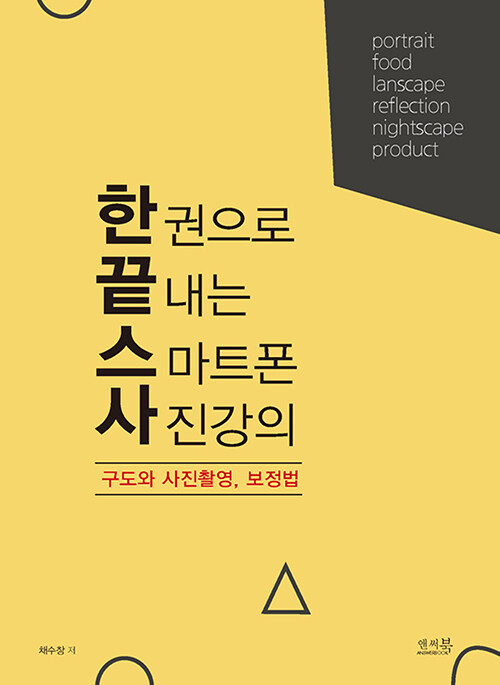 portrait
food
lanscape
reflection
nightscape
product
한 권으로
끝 내는
스 마트폰
사 진강의
구도와 사진촬영, 보정법
채수창 저
앤써북
ANSWERBOOK